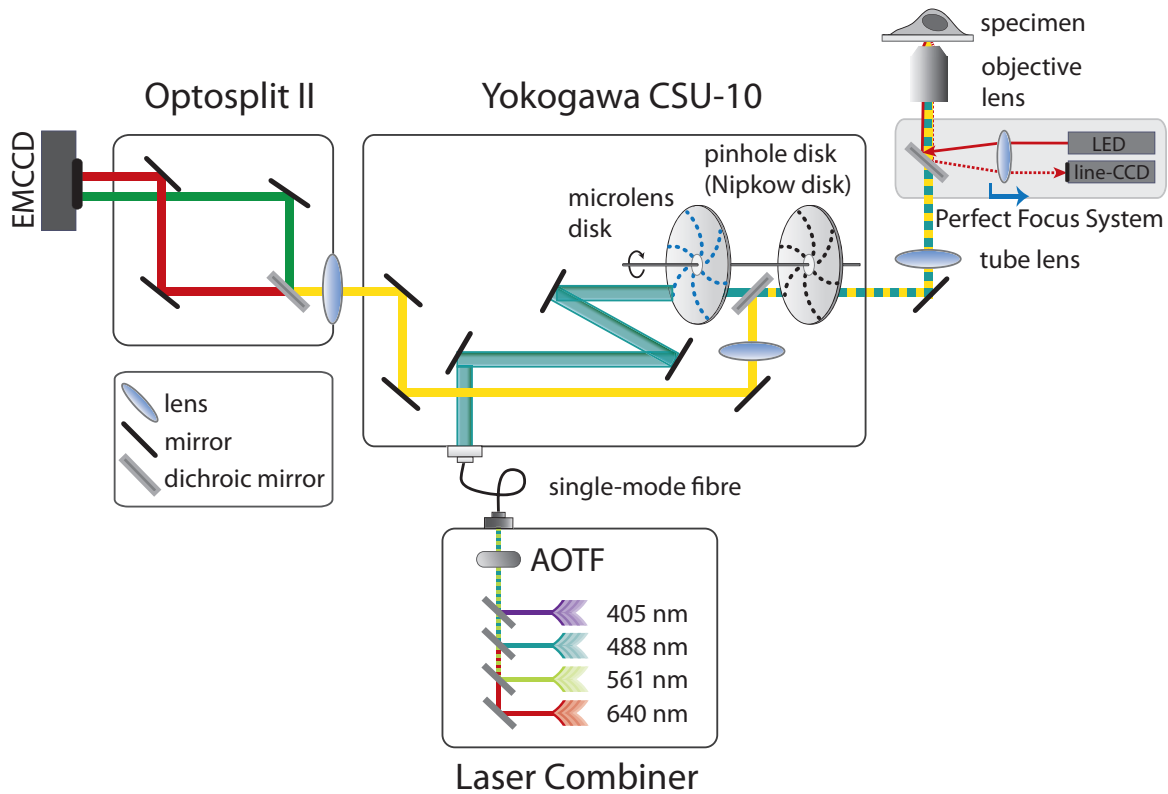 specimen
objective
lens
Optosplit II
Yokogawa CSU-10
EMCCD
LED
line-CCD
Perfect Focus System
pinhole disk
(Nipkow disk)
microlens
disk
tube lens
lens
mirror
dichroic mirror
single-mode fibre
AOTF
405 nm
488 nm
561 nm
640 nm
Laser Combiner